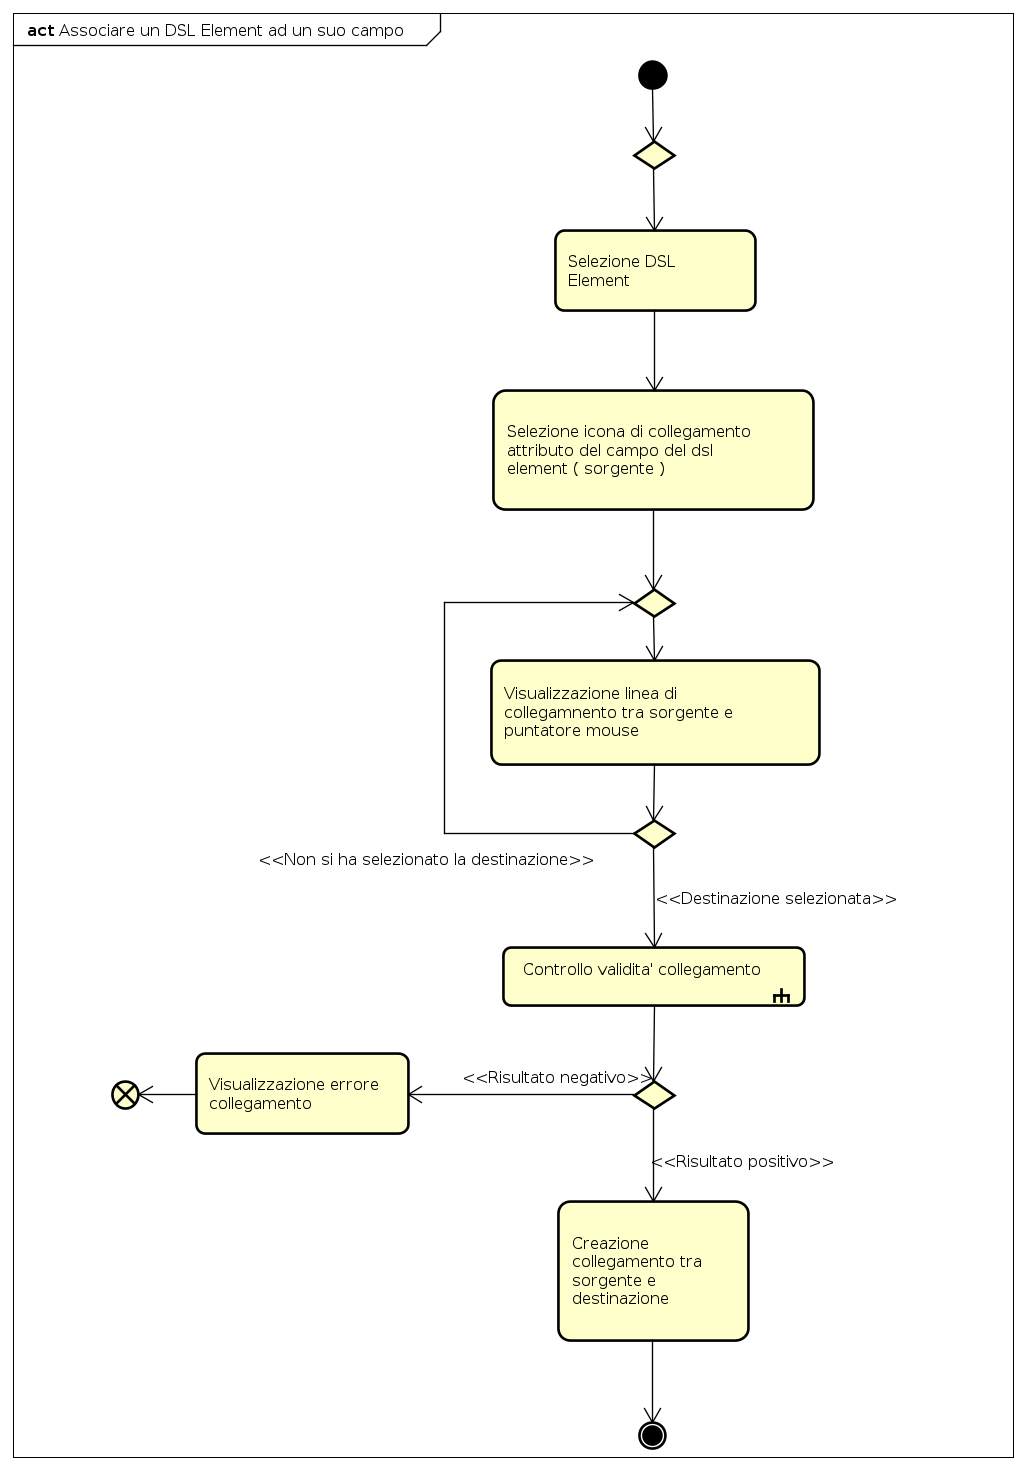 act Associare un DSL Element ad un suo campo
Selezione DSL
Element
Selezione icona di collegamento
attributo del campo del dsl
element ( sorgente )
Visualizzazione linea di
collegamnento tra sorgente e
puntatore mouse
<<Non si ha selezionato la destinazione>>
<<Destinazione selezionata>>
Controllo validita' collegamento
<<Risultato negativo>>
Visualizzazione errore
collegamento
<<Risultato positivo>>
Creazione
collegamento tra
sorgente e
destinazione